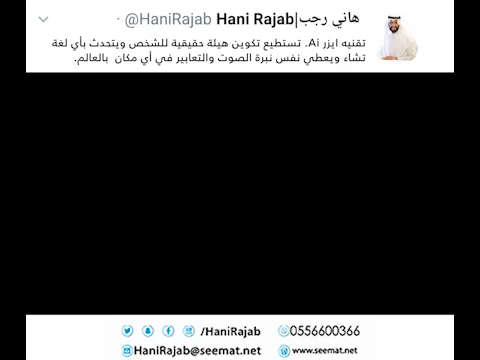 هاني رجب|Hani Rajab @HaniRajab ·
تقنيه ايزر Ai. تستطيع تكوين هيئة حقيقية للشخص ويتحدث بأي لغة
تشاء ويعطي نفس نبرة الصوت والتعابير في أي مكان بالعالم.
/HaniRajab 0556600366
HaniRajab@seemat.net www.seemat.net